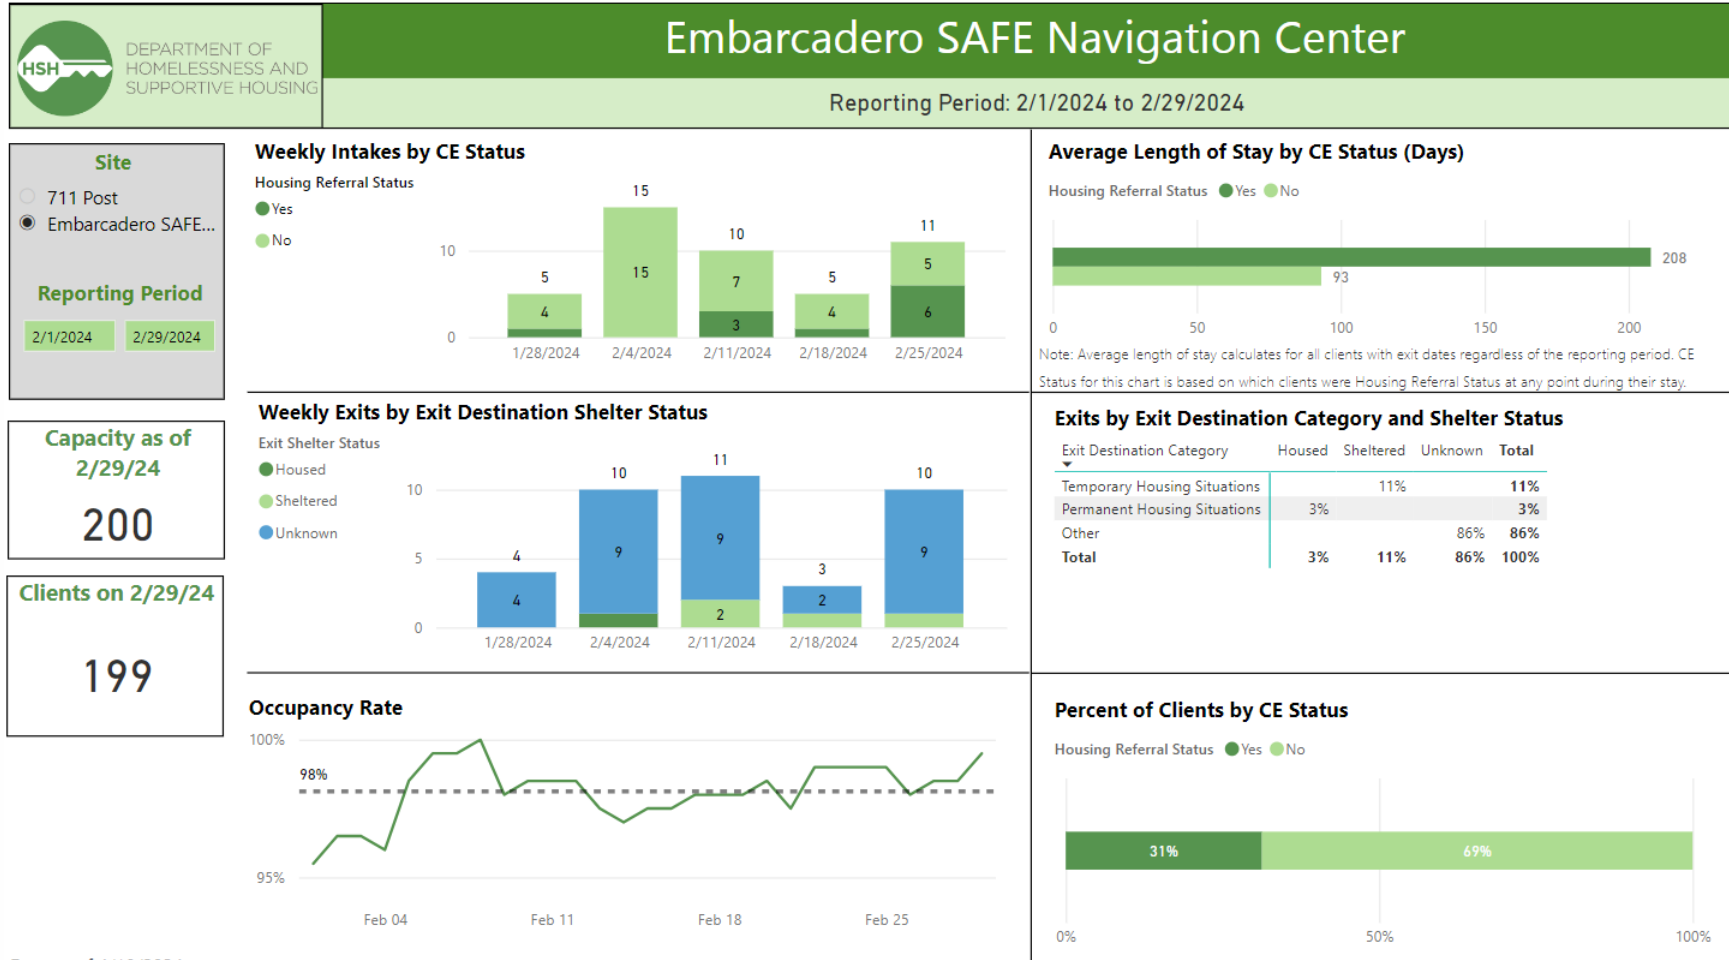 HSH
DEPARTMENT OF
HOMELESSNESS AND
SUPPORTIVE HOUSING
Embarcadero SAFE Navigation Center
Reporting Period: 2/1/2024 to 2/29/2024
Site
711 Post
Embarcadero SAFE...
Reporting Period
2/1/2024 2/29/2024
Capacity as of
2/29/24
200
Clients on 2/29/24
199
Weekly Intakes by CE Status
Housing Referral Status
Yes
No
10
0
5
4
15
15
10
7
3
5
4
11
5
6
1/28/2024 2/4/2024 2/11/2024 2/18/2024 2/25/2024
Average Length of Stay by CE Status (Days)
Housing Referral Status Yes No
208
93
0 50 100 150 200
Note: Average length of stay calculates for all clients with exit dates regardless of the reporting period. CE
Status for this chart is based on which clients were Housing Referral Status at any point during their stay.
Weekly Exits by Exit Destination Shelter Status
Exit Shelter Status
Housed
Sheltered
Unknown
10
5
0
4
4
10
9
11
9
2
3
2
10
9
1/28/2024 2/4/2024 2/11/2024 2/18/2024 2/25/2024
Exits by Exit Destination Category and Shelter Status
Exit Destination Category Housed Sheltered Unknown Total
Temporary Housing Situations 11% 11%
Permanent Housing Situations 3% 3%
Other 86% 86%
Total 3% 11% 86% 100%
Occupancy Rate
100%
98%
95%
Feb 04 Feb 11 Feb 18 Feb 25
Percent of Clients by CE Status
Housing Referral Status Yes No
31% 69%
0% 50% 100%